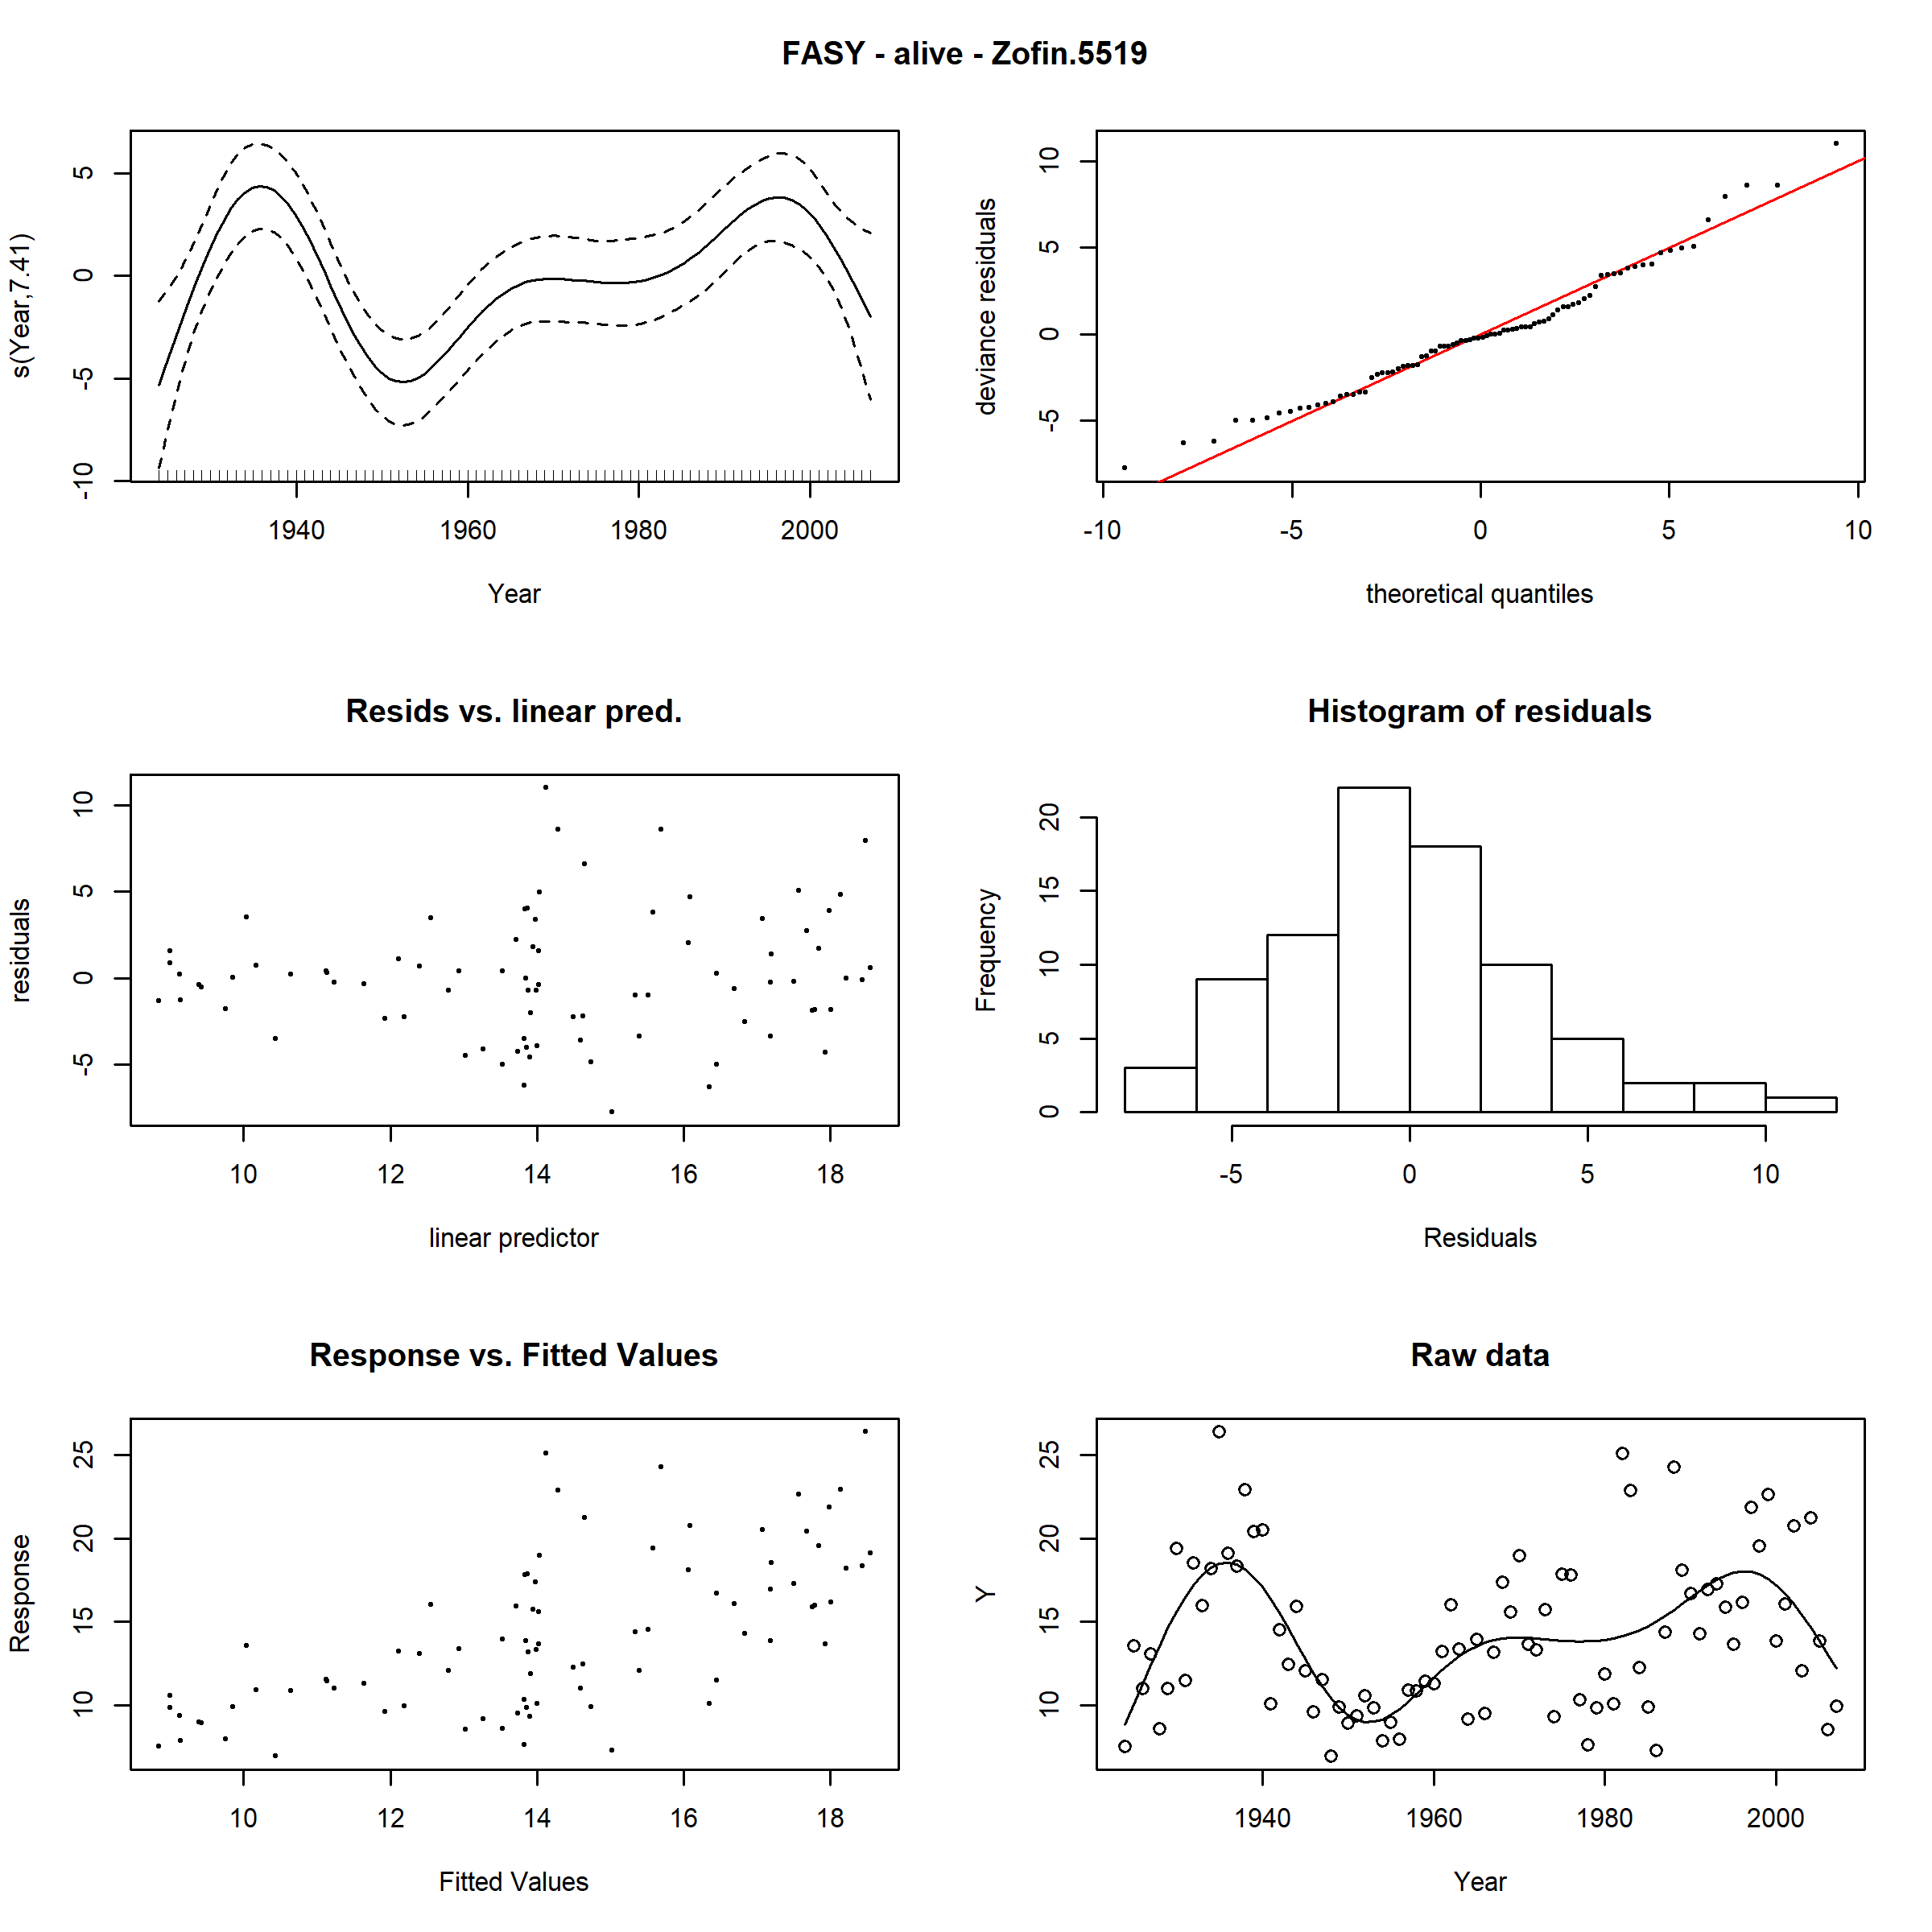 FASY - alive - Zofin.5519
s(Year,7.41)
-10 -5 0 5
1940 1960 1980 2000
Year
deviance residuals
-5 0 5 10
-10 -5 0 5 10
theoretical quantiles
Resids vs. linear pred.
residuals
-5 0 5 10
10 12 14 16 18
linear predictor
Histogram of residuals
Frequency
0 5 10 15 20
-5 0 5 10
Residuals
Response vs. Fitted Values
Response
10 15 20 25
10 12 14 16 18
Fitted Values
Raw data
Y
10 15 20 25
1940 1960 1980 2000
Year